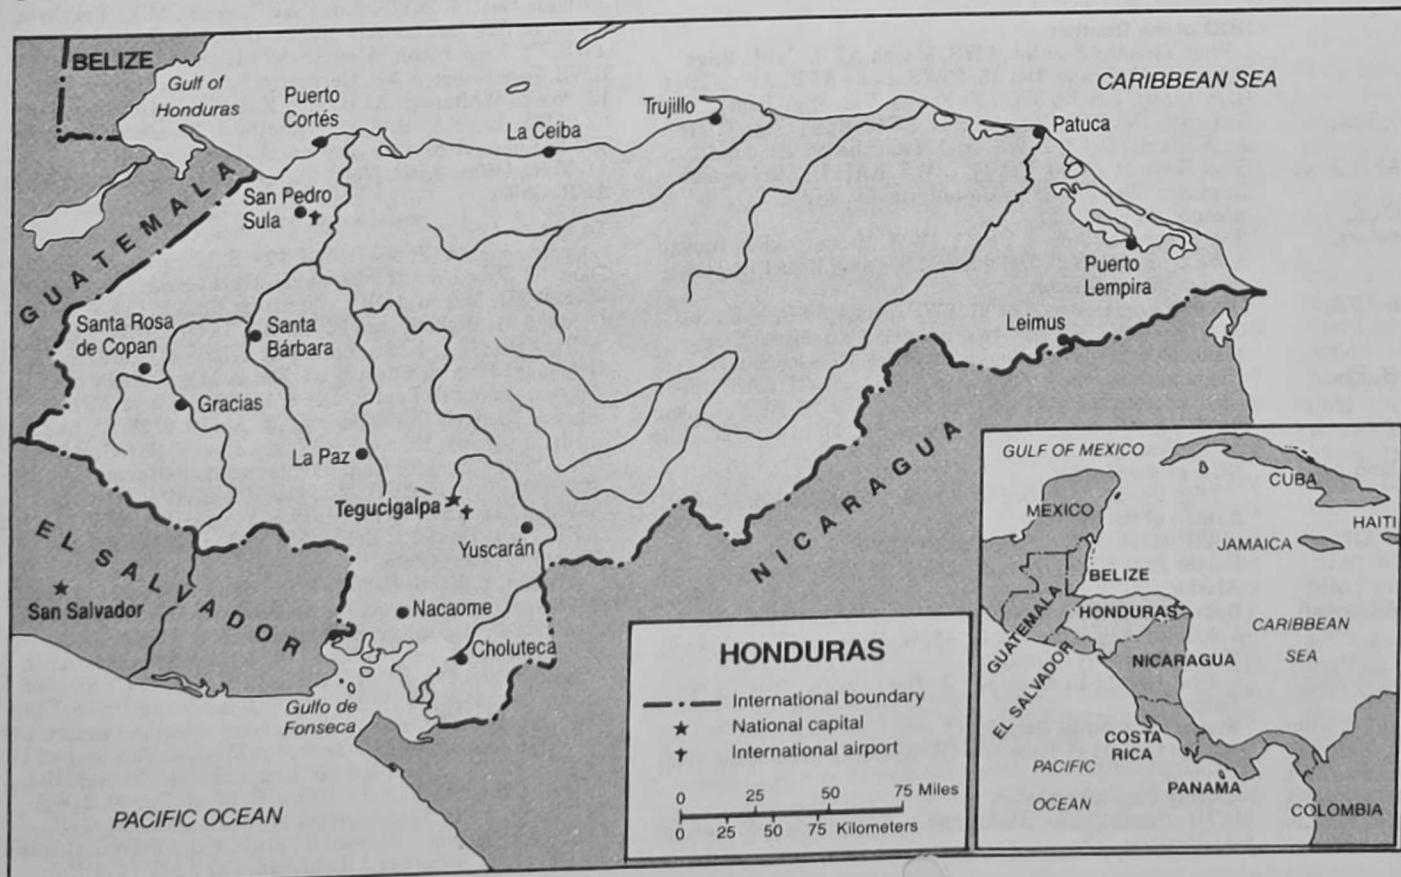 BELIZE
Gulf of
Honduras
Puerto
Cortés
La Ceiba
Trujillo
CARIBBEAN SEA
Patuca
GUATEMALA
San Pedro
Sula
Puerto
Lempira
Santa Rosa
de Copan
Santa
Bárbara
Leimus
Gracias
La Paz
Tegucigalpa
NICARAGUA
Yuscarán
EL SALVADOR
San Salvador
Nacaome
Choluteca
Gulfo de
Fonseca
PACIFIC OCEAN
HONDURAS
International boundary
National capital
International airport
0 25 50 75 Miles
0 25 50 75 Kilometers
GULF OF MEXICO
CUBA
MEXICO
HAITI
JAMAICA
BELIZE
GUATEMALA
HONDURAS
EL SALVADOR
CARIBBEAN
SEA
NICARAGUA
COSTA
RICA
PACIFIC
OCEAN
PANAMA
COLOMBIA